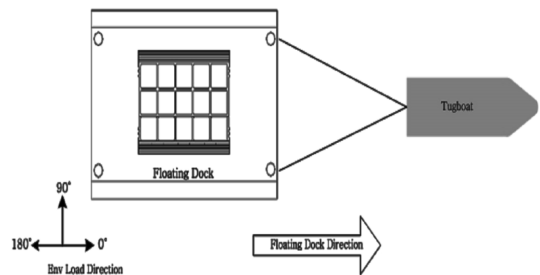 Tugboat
Floating Dock
90°
180° 0°
Env Load Direction
Floating Dock Direction